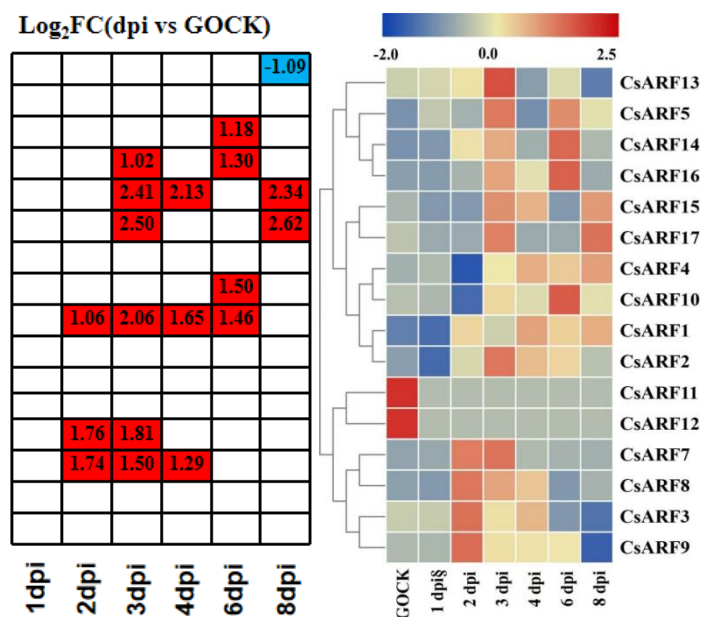 Log₂FC(dpi vs GOCK)
-1.09
1.18
1.02 1.30
2.41 2.13 2.34
2.50 2.62
1.50
1.06 2.06 1.65 1.46
1.76 1.81
1.74 1.50 1.29
1dpi 2dpi 3dpi 4dpi 6dpi 8dpi
-2.0 0.0 2.5
CsARF13
CsARF5
CsARF14
CsARF16
CsARF15
CsARF17
CsARF4
CsARF10
CsARF1
CsARF2
CsARF11
CsARF12
CsARF7
CsARF8
CsARF3
CsARF9
GOCK 1 dpi§ 2 dpi 3 dpi 4 dpi 6 dpi 8 dpi